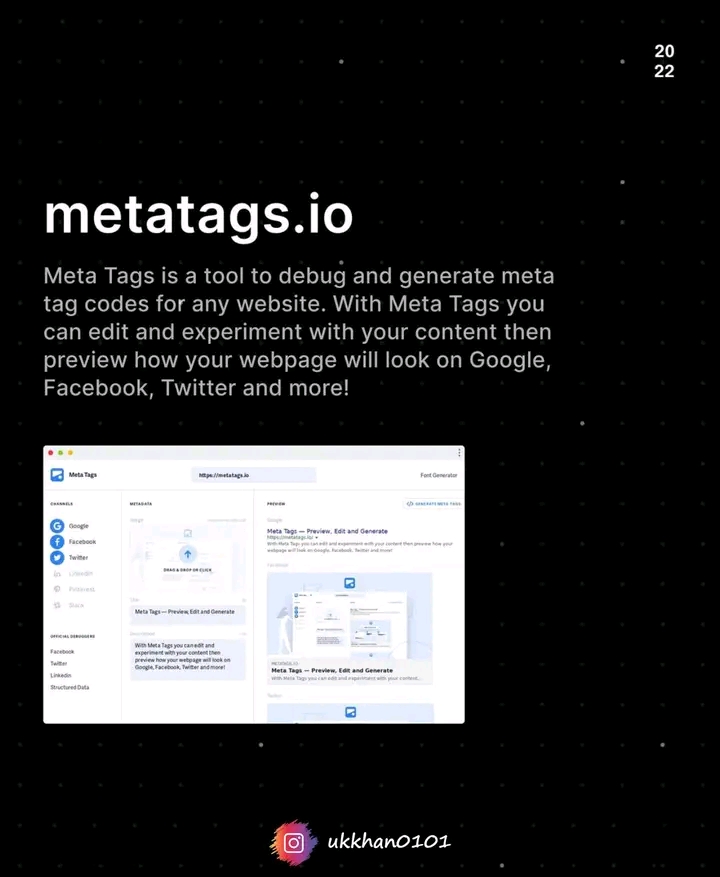 20
22
metatags.io
Meta Tags is a tool to debug and generate meta
tag codes for any website. With Meta Tags you
can edit and experiment with your content then
preview how your webpage will look on Google,
Facebook, Twitter and more!
Meta Tags
https://metatags.io
Font Generator
CHANNELS
METADATA
PREVIEW
</> GENERATE META TAGS
Google
Facebook
Twitter
LinkedIn
Pinterest
Slack
OFFICIAL DEBUGGERS
Facebook
Twitter
Linkedin
Structured Data
Image
DRAG & DROP OR CLICK
Title
Meta Tags — Preview, Edit and Generate
Description
With Meta Tags you can edit and
experiment with your content then
preview how your webpage will look on
Google, Facebook, Twitter and more!
Google
Meta Tags — Preview, Edit and Generate
https://metatags.io/
With Meta Tags you can edit and experiment with your content then preview how your
webpage will look on Google, Facebook, Twitter and more!
Facebook
METATAGS.IO
Meta Tags — Preview, Edit and Generate
With Meta Tags you can edit and experiment with your content...
Twitter
ukkhan0101